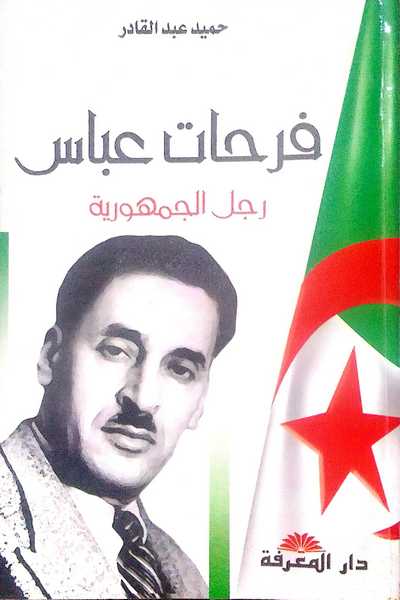 حميد عبد القادر
فرحات عباس
رجل الجمهورية
دار المعرفة